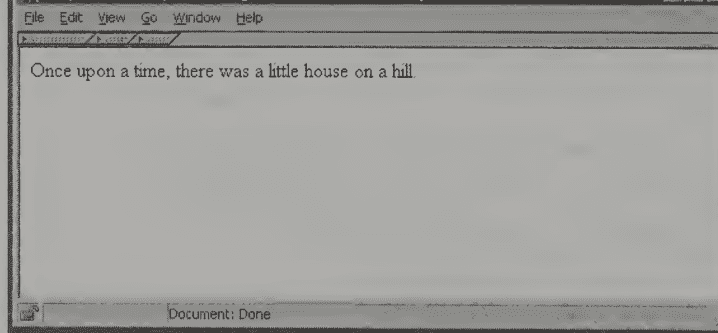 File Edit View Go Window Help
Once upon a time, there was a little house on a hill.
Document: Done